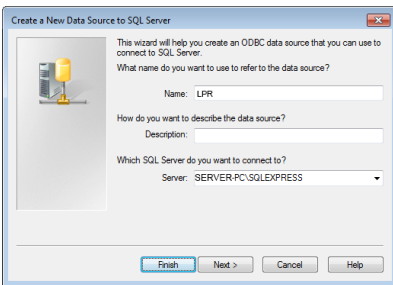 Create a New Data Source to SQL Server
This wizard will help you create an ODBC data source that you can use to
connect to SQL Server.
What name do you want to use to refer to the data source?
Name: LPR
How do you want to describe the data source?
Description:
Which SQL Server do you want to connect to?
Server: SERVER-PC\SQLEXPRESS
Finish Next > Cancel Help